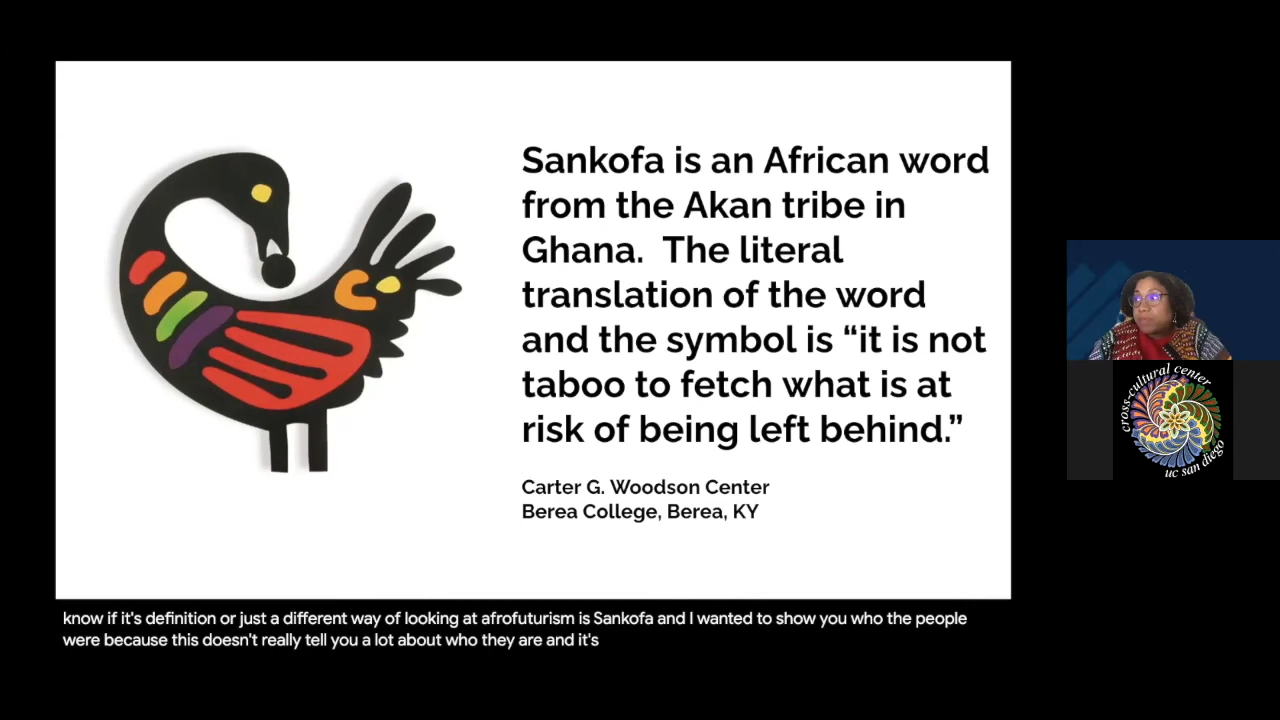 Sankofa is an African word
from the Akan tribe in
Ghana.  The literal
translation of the word
and the symbol is “it is not
taboo to fetch what is at
risk of being left behind.”
Carter G. Woodson Center
Berea College, Berea, KY
cross-cultural center
uc san diego
know if it's definition or just a different way of looking at afrofuturism is Sankofa and I wanted to show you who the people
were because this doesn't really tell you a lot about who they are and it's